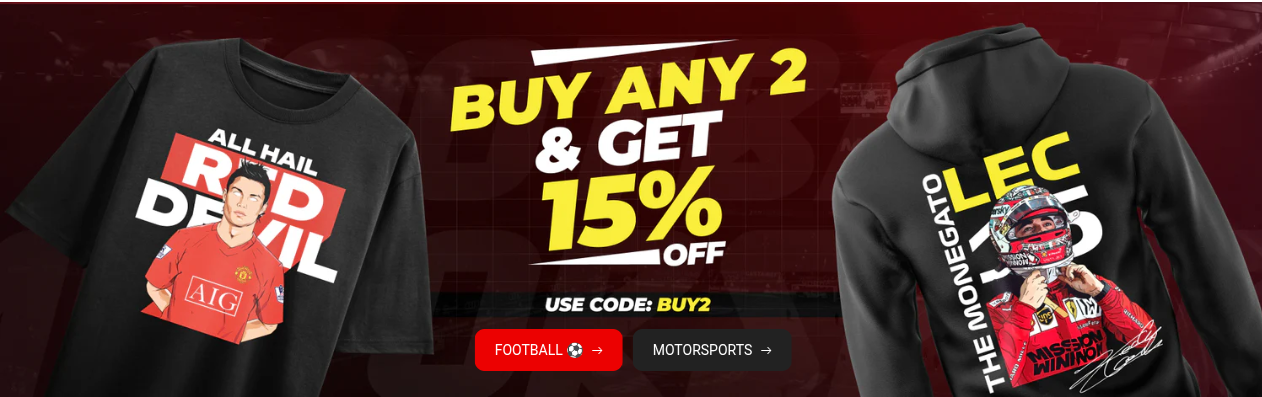 BUY ANY 2
& GET
15%
OFF
USE CODE: BUY2
FOOTBALL ⚽ →
MOTORSPORTS →
ALL HAIL
RED
DEVIL
AIG
LEC
16
THE MONEGATO
MISSION
WINNOW